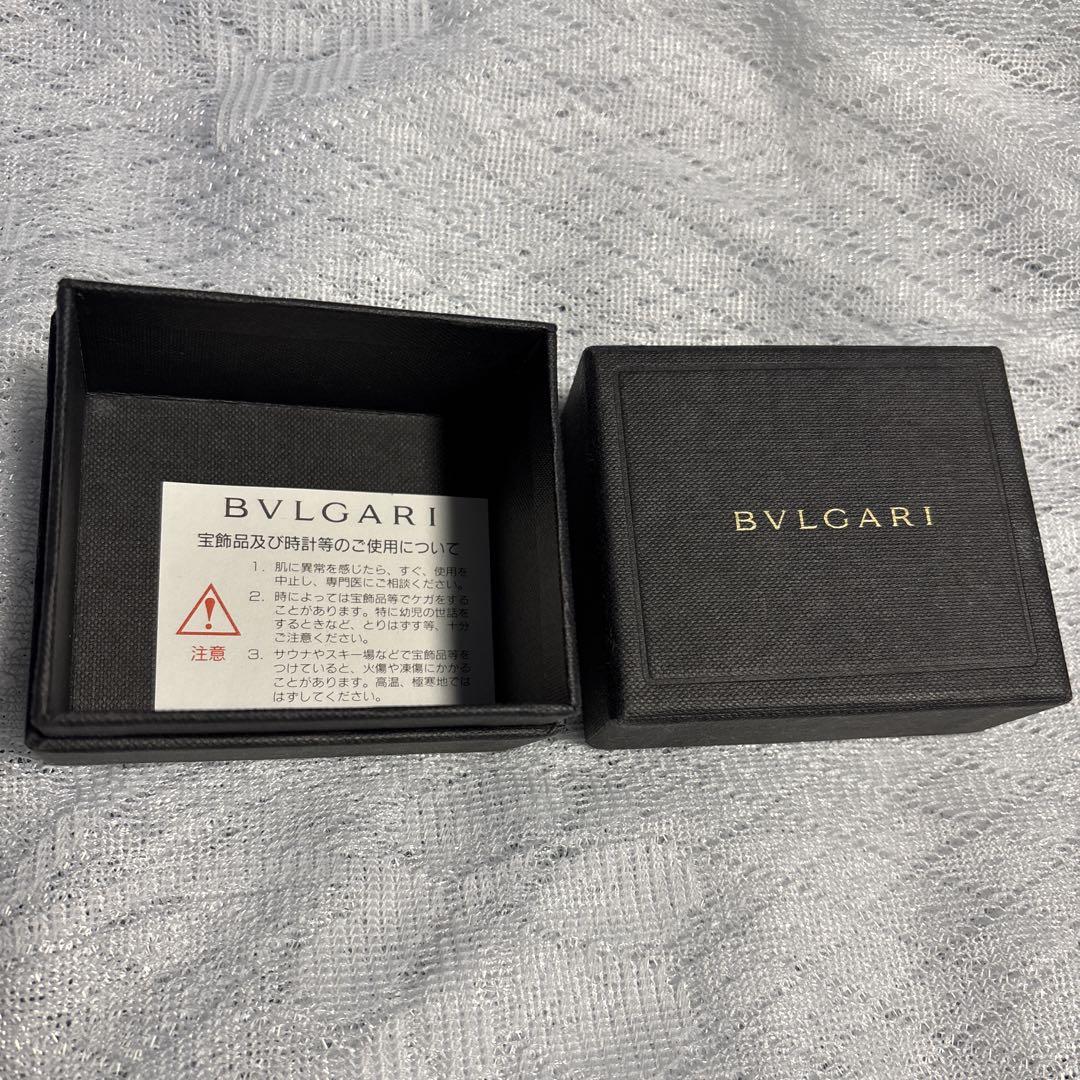 BVLGARI
宝飾品及び時計等のご使用について
1. 肌に異常を感じたら、すぐ、使用を
中止し、専門医にご相談ください。
2. 時によっては宝飾品等でケガをする
ことがあります。特に幼児の世話を
するときなど、とりはずす等、十分
ご注意ください。
注意
3. サウナやスキー場などで宝飾品等を
つけていると、火傷や凍傷にかかる
ことがあります。高温、極寒地では
はずしてください。
BVLGARI